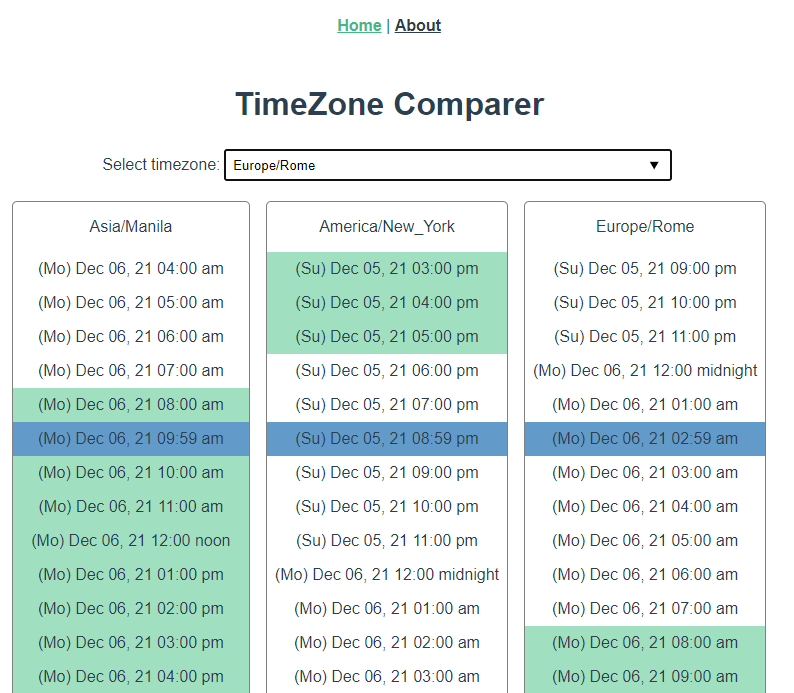 Home | About
TimeZone Comparer
Select timezone: Europe/Rome ▼
Asia/Manila
(Mo) Dec 06, 21 04:00 am
(Mo) Dec 06, 21 05:00 am
(Mo) Dec 06, 21 06:00 am
(Mo) Dec 06, 21 07:00 am
(Mo) Dec 06, 21 08:00 am
(Mo) Dec 06, 21 09:59 am
(Mo) Dec 06, 21 10:00 am
(Mo) Dec 06, 21 11:00 am
(Mo) Dec 06, 21 12:00 noon
(Mo) Dec 06, 21 01:00 pm
(Mo) Dec 06, 21 02:00 pm
(Mo) Dec 06, 21 03:00 pm
(Mo) Dec 06, 21 04:00 pm
America/New_York
(Su) Dec 05, 21 03:00 pm
(Su) Dec 05, 21 04:00 pm
(Su) Dec 05, 21 05:00 pm
(Su) Dec 05, 21 06:00 pm
(Su) Dec 05, 21 07:00 pm
(Su) Dec 05, 21 08:59 pm
(Su) Dec 05, 21 09:00 pm
(Su) Dec 05, 21 10:00 pm
(Su) Dec 05, 21 11:00 pm
(Mo) Dec 06, 21 12:00 midnight
(Mo) Dec 06, 21 01:00 am
(Mo) Dec 06, 21 02:00 am
(Mo) Dec 06, 21 03:00 am
Europe/Rome
(Su) Dec 05, 21 09:00 pm
(Su) Dec 05, 21 10:00 pm
(Su) Dec 05, 21 11:00 pm
(Mo) Dec 06, 21 12:00 midnight
(Mo) Dec 06, 21 01:00 am
(Mo) Dec 06, 21 02:59 am
(Mo) Dec 06, 21 03:00 am
(Mo) Dec 06, 21 04:00 am
(Mo) Dec 06, 21 05:00 am
(Mo) Dec 06, 21 06:00 am
(Mo) Dec 06, 21 07:00 am
(Mo) Dec 06, 21 08:00 am
(Mo) Dec 06, 21 09:00 am